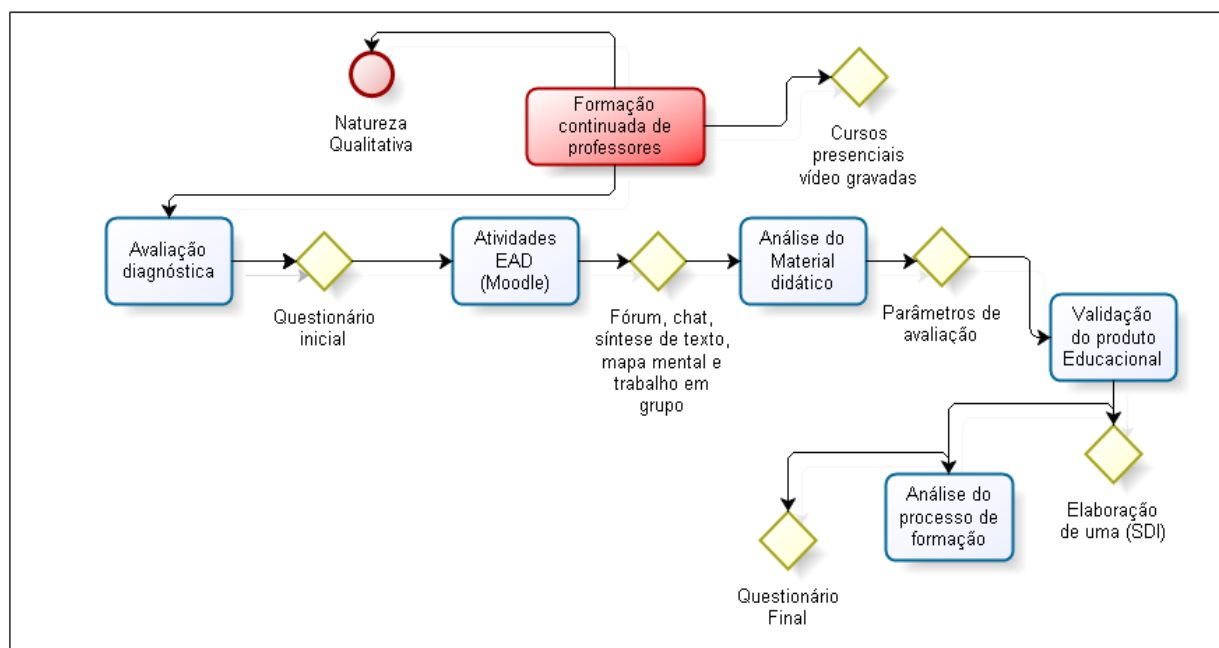 Natureza
Qualitativa
Formação
continuada de
professores
Cursos
presenciais
vídeo gravadas
Avaliação
diagnóstica
Questionário
inicial
Atividades
EAD
(Moodle)
Fórum, chat,
síntese de texto,
mapa mental e
trabalho em
grupo
Análise do
Material
didático
Parâmetros de
avaliação
Validação
do produto
Educacional
Elaboração
de uma (SDI)
Análise do
processo de
formação
Questionário
Final